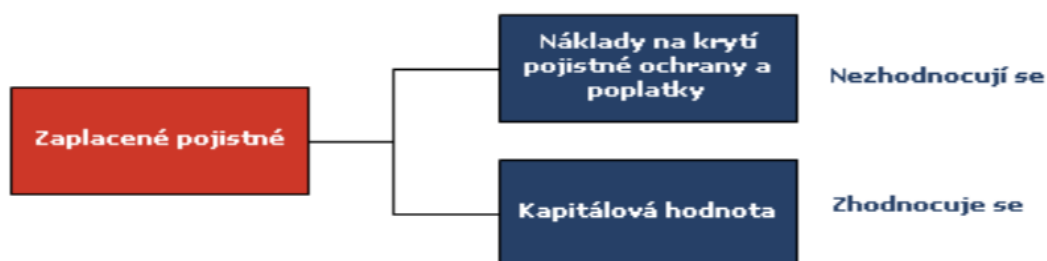 Zaplacené pojistné
Náklady na krytí
pojistné ochrany a
poplatky
Nezhodnocují se
Kapitálová hodnota
Zhodnocuje se